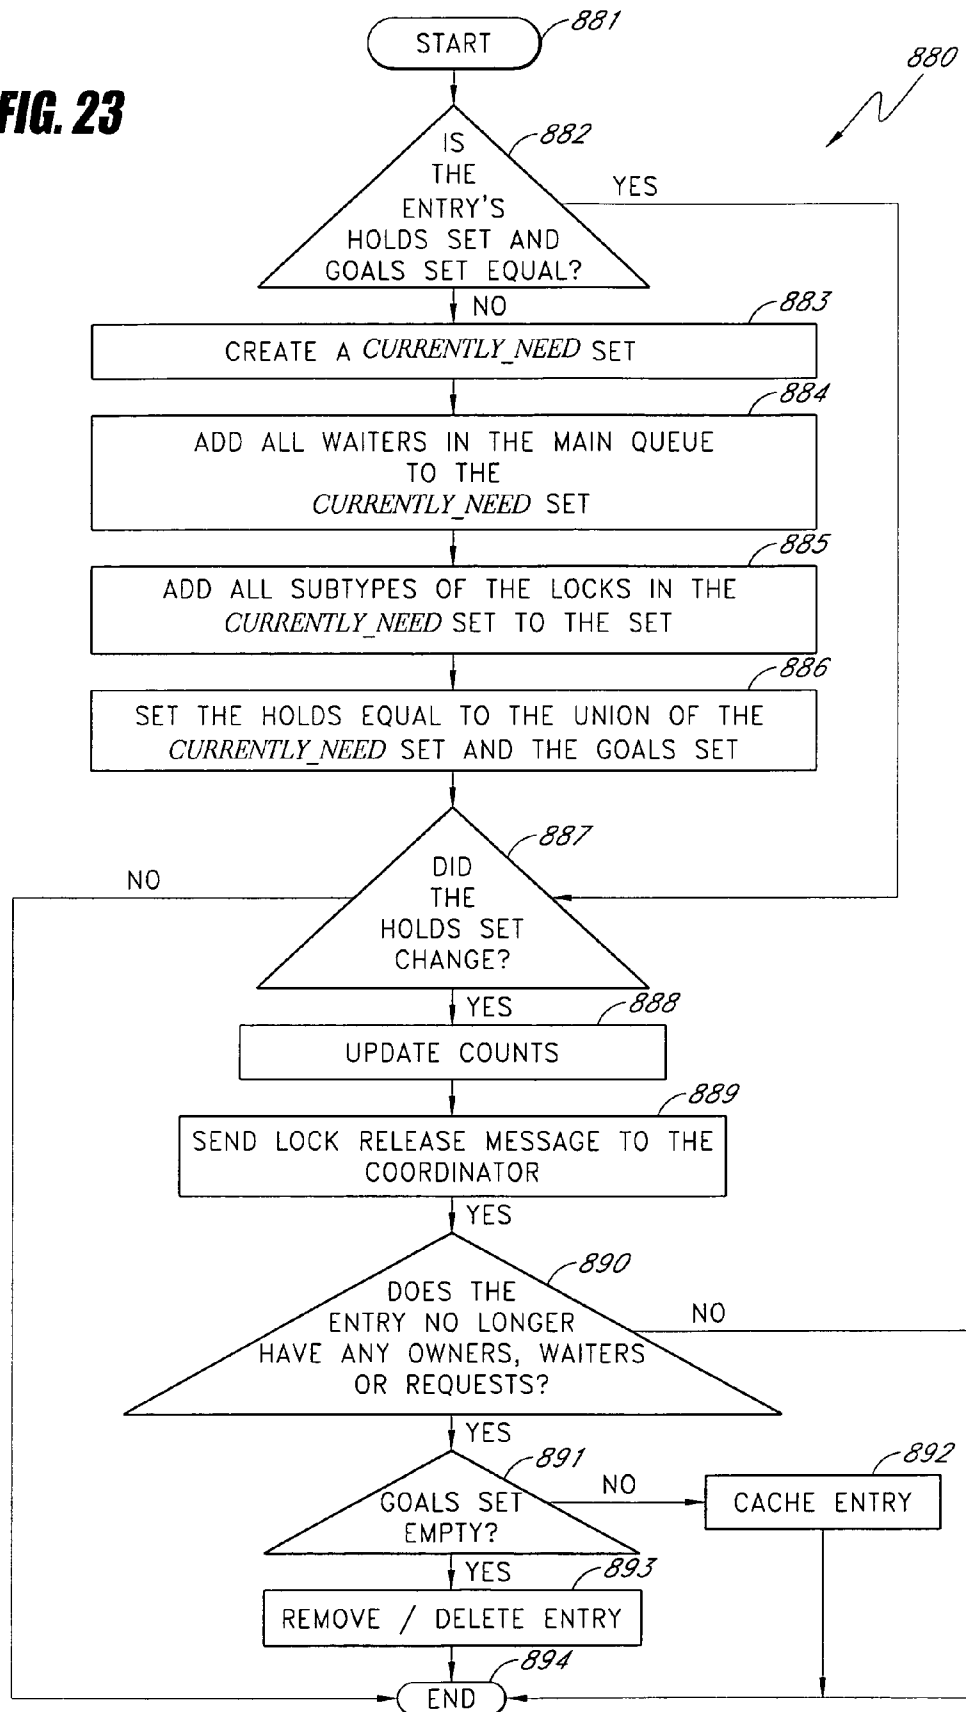 START
881
880
FIG. 23
882
IS
THE
ENTRY'S
HOLDS SET AND
GOALS SET EQUAL?
YES
NO
883
CREATE A CURRENTLY_NEED SET
884
ADD ALL WAITERS IN THE MAIN QUEUE
TO THE
CURRENTLY_NEED SET
885
ADD ALL SUBTYPES OF THE LOCKS IN THE
CURRENTLY_NEED SET TO THE SET
886
SET THE HOLDS EQUAL TO THE UNION OF THE
CURRENTLY_NEED SET AND THE GOALS SET
887
DID
THE
HOLDS SET
CHANGE?
NO
YES
888
UPDATE COUNTS
889
SEND LOCK RELEASE MESSAGE TO THE
COORDINATOR
YES
890
DOES THE
ENTRY NO LONGER
HAVE ANY OWNERS, WAITERS
OR REQUESTS?
NO
YES
891
GOALS SET
EMPTY?
NO
892
CACHE ENTRY
YES
893
REMOVE / DELETE ENTRY
894
END